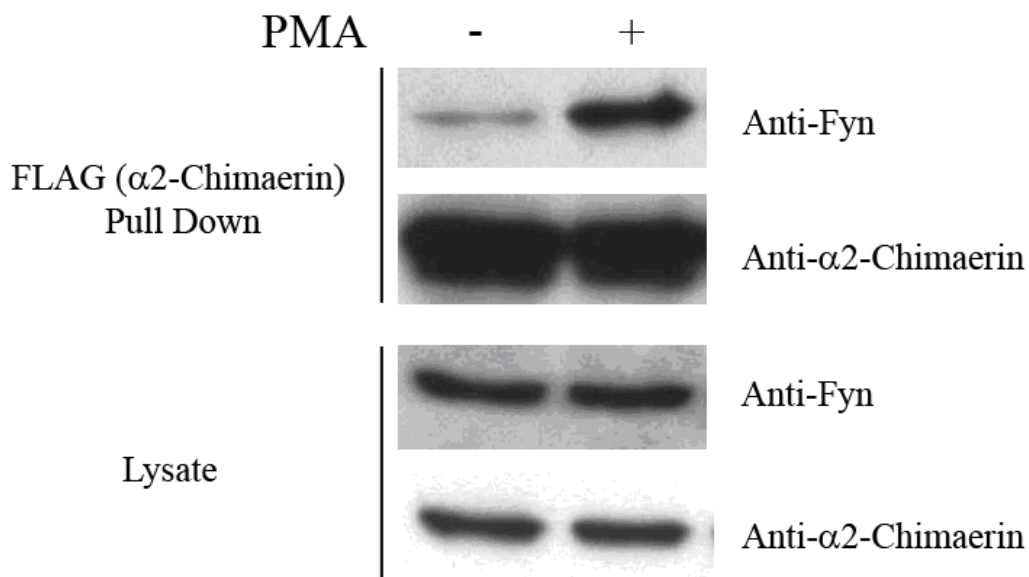 PMA - +
Anti-Fyn
FLAG (α2-Chimaerin)
Pull Down
Anti-α2-Chimaerin
Anti-Fyn
Lysate
Anti-α2-Chimaerin